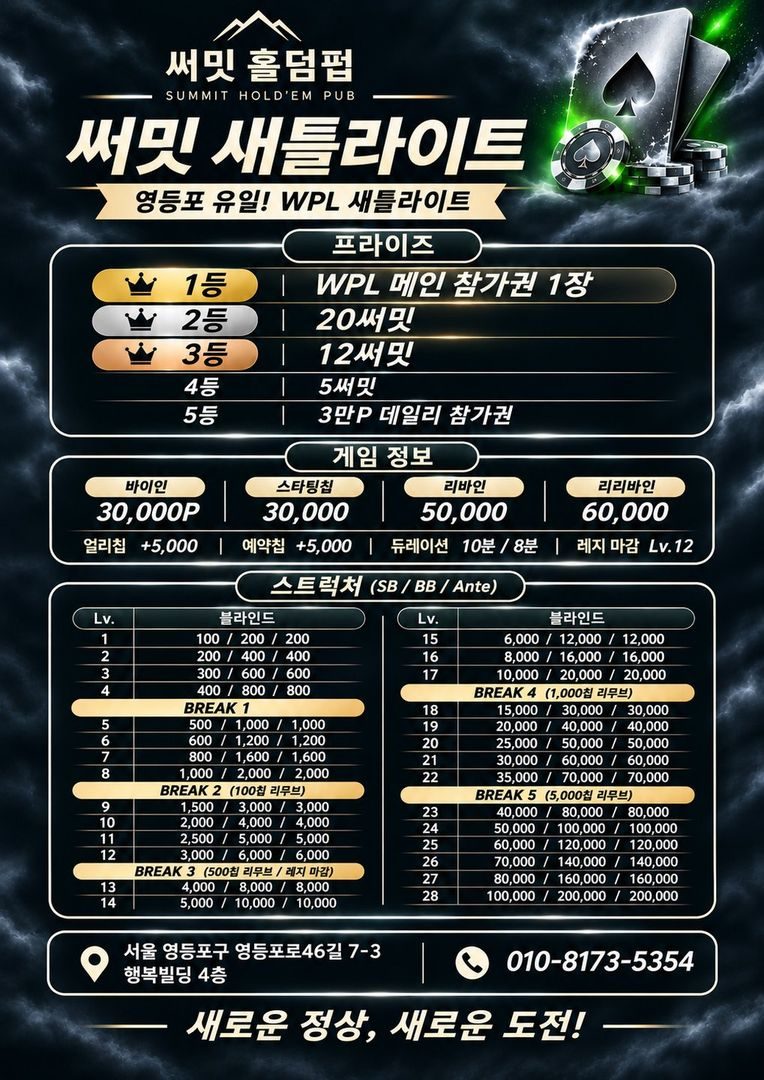 써밋 홀덤펍
SUMMIT HOLD'EM PUB
써밋 새틀라이트
영등포 유일! WPL 새틀라이트
프라이즈
1등 | WPL 메인 참가권 1장
2등 | 20써밋
3등 | 12써밋
4등 | 5써밋
5등 | 3만P 데일리 참가권
게임 정보
바이인 스타팅칩 리바인 리리바인
30,000P 30,000 50,000 60,000
얼리칩 +5,000 | 예약칩 +5,000 | 듀레이션 10분 / 8분 | 레지 마감 Lv.12
스트럭처 (SB / BB / Ante)
Lv. 블라인드
1 100 / 200 / 200
2 200 / 400 / 400
3 300 / 600 / 600
4 400 / 800 / 800
BREAK 1
5 500 / 1,000 / 1,000
6 600 / 1,200 / 1,200
7 800 / 1,600 / 1,600
8 1,000 / 2,000 / 2,000
BREAK 2 (100칩 리무브)
9 1,500 / 3,000 / 3,000
10 2,000 / 4,000 / 4,000
11 2,500 / 5,000 / 5,000
12 3,000 / 6,000 / 6,000
BREAK 3 (500칩 리무브 / 레지 마감)
13 4,000 / 8,000 / 8,000
14 5,000 / 10,000 / 10,000
Lv. 블라인드
15 6,000 / 12,000 / 12,000
16 8,000 / 16,000 / 16,000
17 10,000 / 20,000 / 20,000
BREAK 4 (1,000칩 리무브)
18 15,000 / 30,000 / 30,000
19 20,000 / 40,000 / 40,000
20 25,000 / 50,000 / 50,000
21 30,000 / 60,000 / 60,000
22 35,000 / 70,000 / 70,000
BREAK 5 (5,000칩 리무브)
23 40,000 / 80,000 / 80,000
24 50,000 / 100,000 / 100,000
25 60,000 / 120,000 / 120,000
26 70,000 / 140,000 / 140,000
27 80,000 / 160,000 / 160,000
28 100,000 / 200,000 / 200,000
서울 영등포구 영등포로46길 7-3
행복빌딩 4층
010-8173-5354
새로운 정상, 새로운 도전!